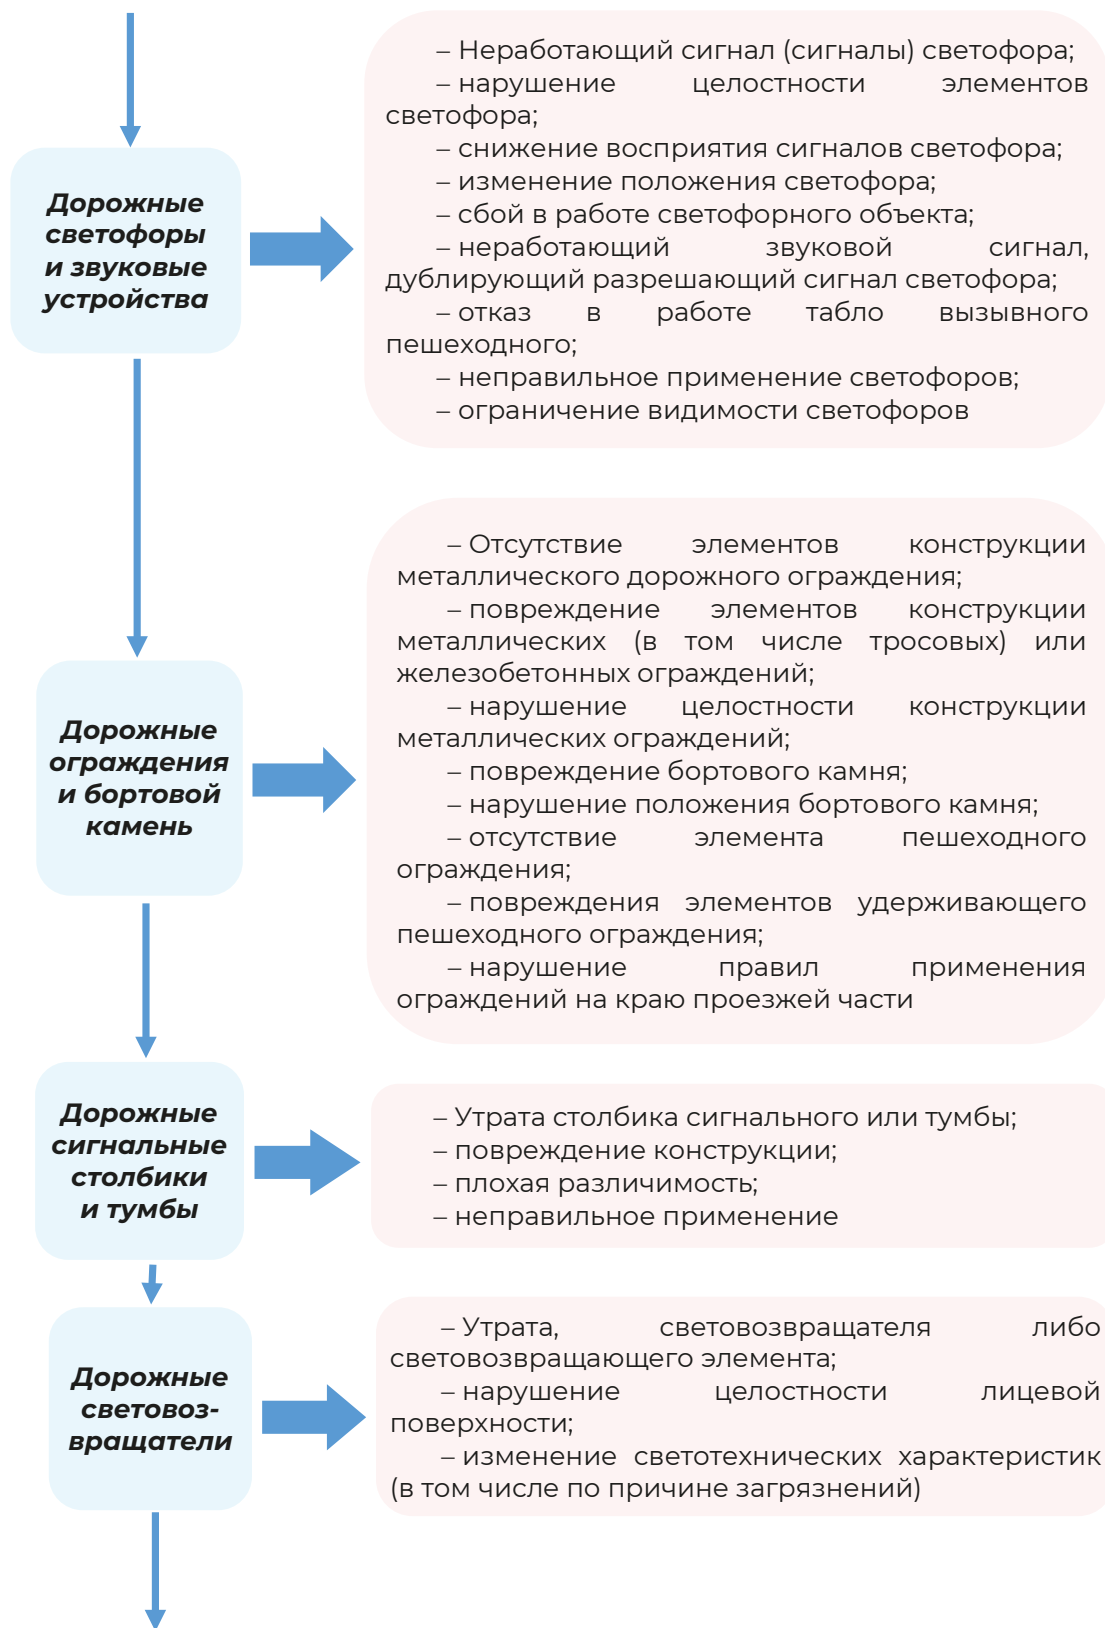 Дорожные
светофоры
и звуковые
устройства
– Неработающий сигнал (сигналы) светофора;
– нарушение целостности элементов
светофора;
– снижение восприятия сигналов светофора;
– изменение положения светофора;
– сбой в работе светофорного объекта;
– неработающий звуковой сигнал,
дублирующий разрешающий сигнал светофора;
– отказ в работе табло вызывного
пешеходного;
– неправильное применение светофоров;
– ограничение видимости светофоров
Дорожные
ограждения
и бортовой
камень
– Отсутствие элементов конструкции
металлического дорожного ограждения;
– повреждение элементов конструкции
металлических (в том числе тросовых) или
железобетонных ограждений;
– нарушение целостности конструкции
металлических ограждений;
– повреждение бортового камня;
– нарушение положения бортового камня;
– отсутствие элемента пешеходного
ограждения;
– повреждения элементов удерживающего
пешеходного ограждения;
– нарушение правил применения
ограждений на краю проезжей части
Дорожные
сигнальные
столбики
и тумбы
– Утрата столбика сигнального или тумбы;
– повреждение конструкции;
– плохая различимость;
– неправильное применение
Дорожные
световоз-
вращатели
– Утрата, световозвращателя либо
световозвращающего элемента;
– нарушение целостности лицевой
поверхности;
– изменение светотехнических характеристик
(в том числе по причине загрязнений)